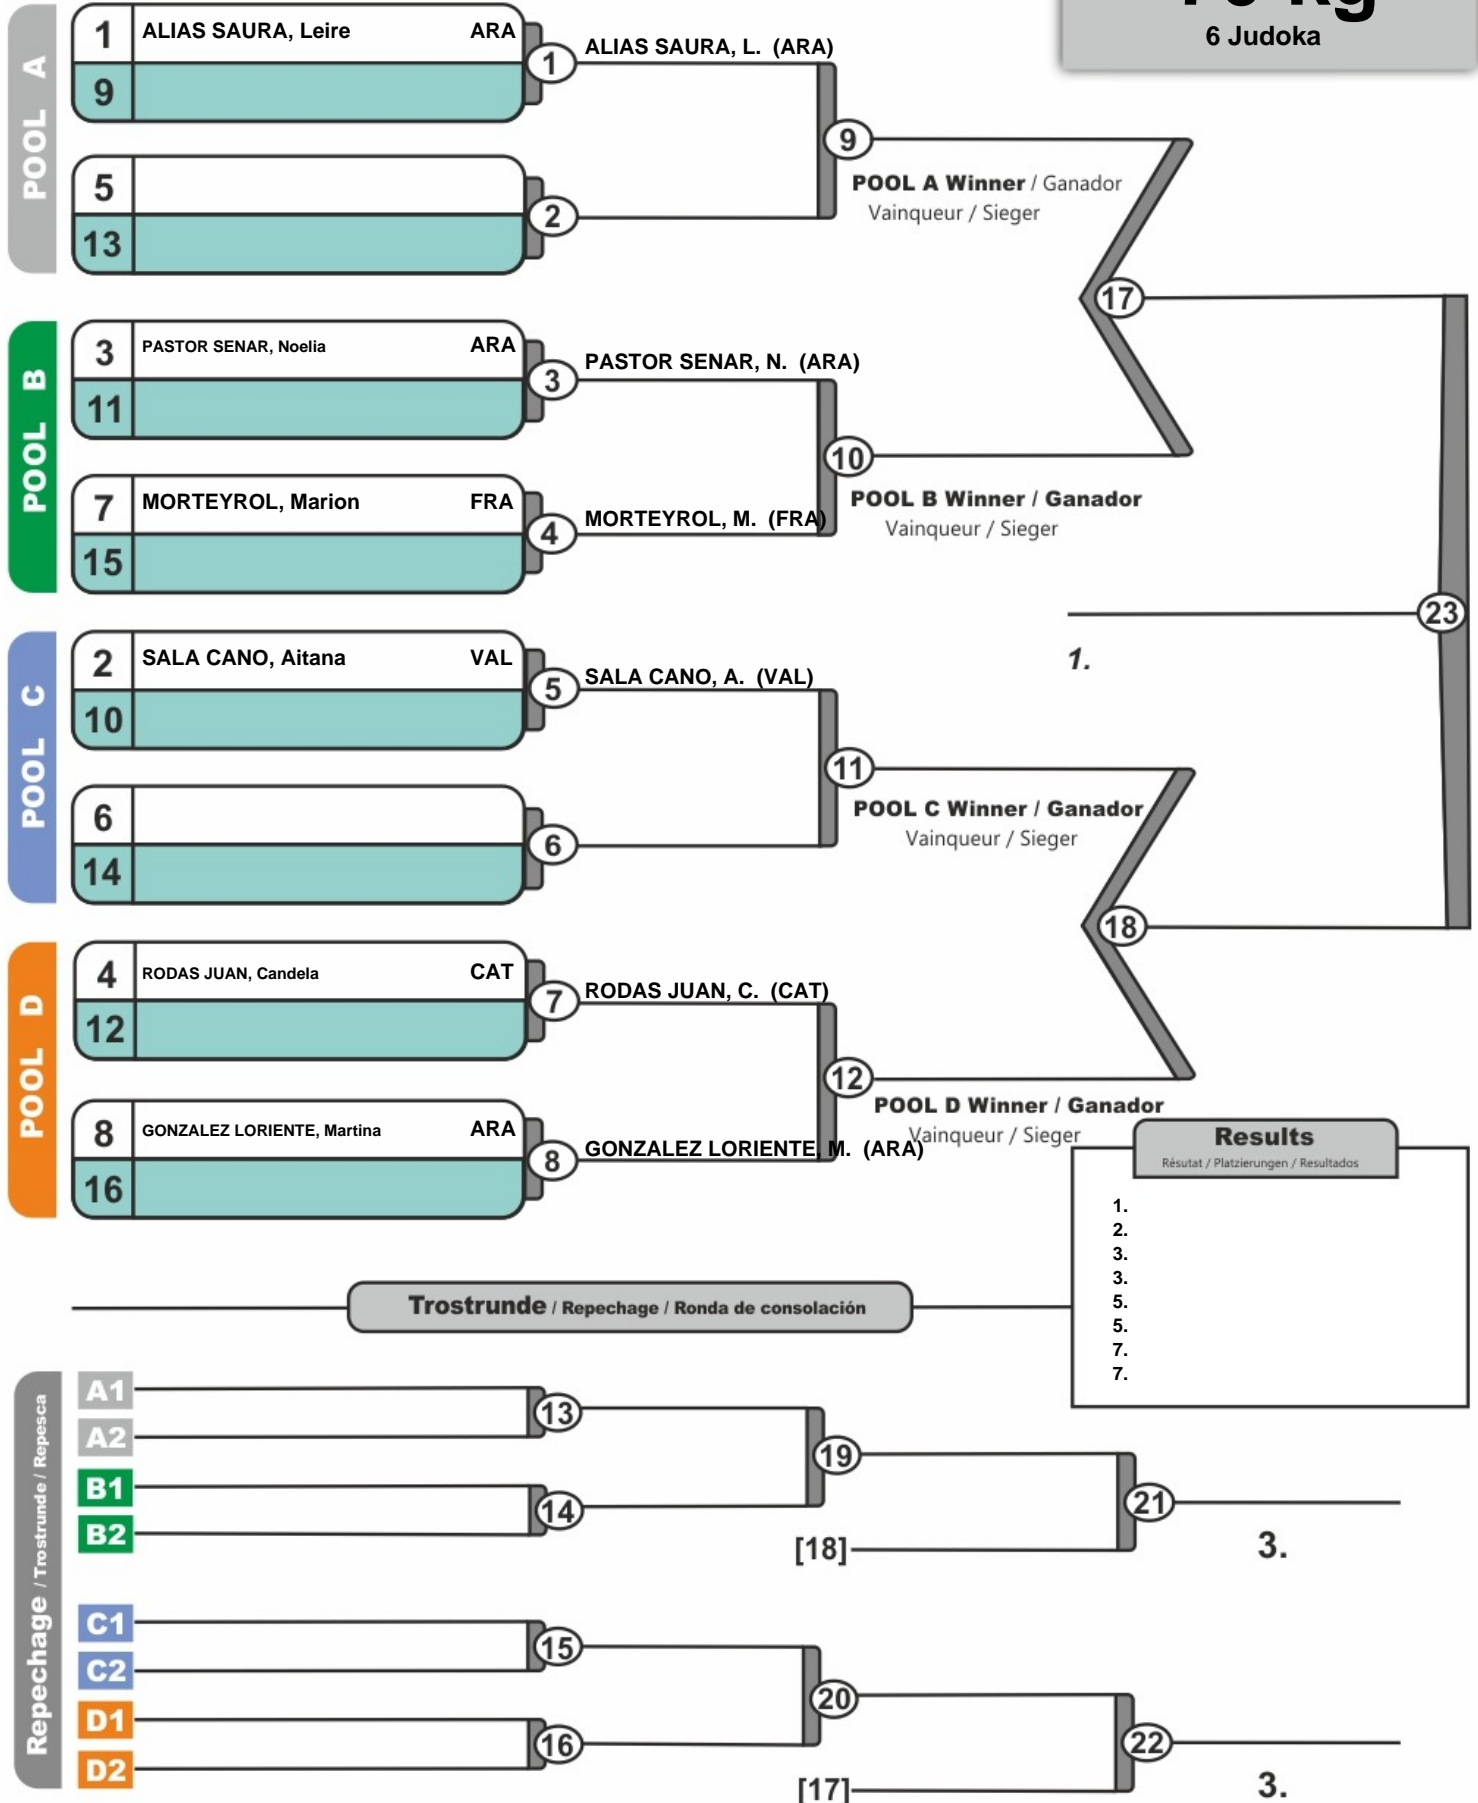 6 Judoka
POOL A
1 ALIAS SAURA, Leire ARA
9
1
ALIAS SAURA, L. (ARA)
5
13
2
9
POOL A Winner / Ganador
Vainqueur / Sieger
17
POOL B
3 PASTOR SENAR, Noelia ARA
11
3
PASTOR SENAR, N. (ARA)
7 MORTEYROL, Marion FRA
15
4
MORTEYROL, M. (FRA)
10
POOL B Winner / Ganador
Vainqueur / Sieger
23
1.
POOL C
2 SALA CANO, Aitana VAL
10
5
SALA CANO, A. (VAL)
6
14
6
11
POOL C Winner / Ganador
Vainqueur / Sieger
18
POOL D
4 RODAS JUAN, Candela CAT
12
7
RODAS JUAN, C. (CAT)
8 GONZALEZ LORIENTE, Martina ARA
16
8
GONZALEZ LORIENTE, M. (ARA)
12
POOL D Winner / Ganador
Vainqueur / Sieger
Results
Résutat / Platzierungen / Resultados
1.
2.
3.
3.
5.
5.
7.
7.
Trostrunde / Repechage / Ronda de consolación
Repechage / Trostrunde / Repesca
A1
A2
13
B1
B2
14
19
[18]
21
3.
C1
C2
15
D1
D2
16
20
[17]
22
3.